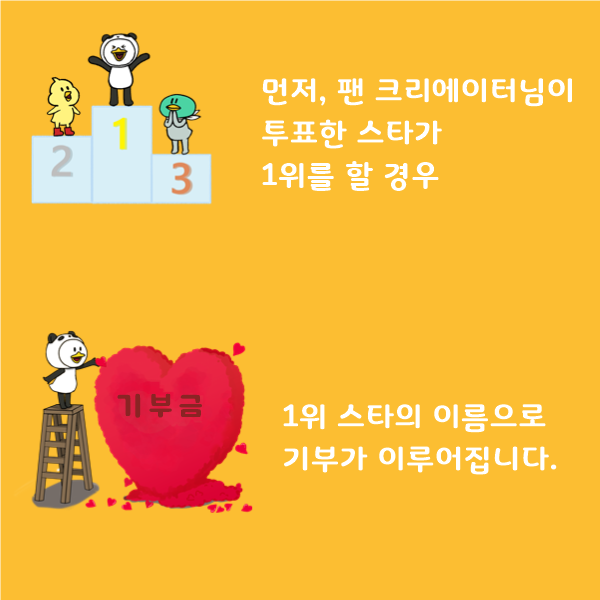 1
2
3
먼저, 팬 크리에이터님이
투표한 스타가
1위를 할 경우
기부금
1위 스타의 이름으로
기부가 이루어집니다.